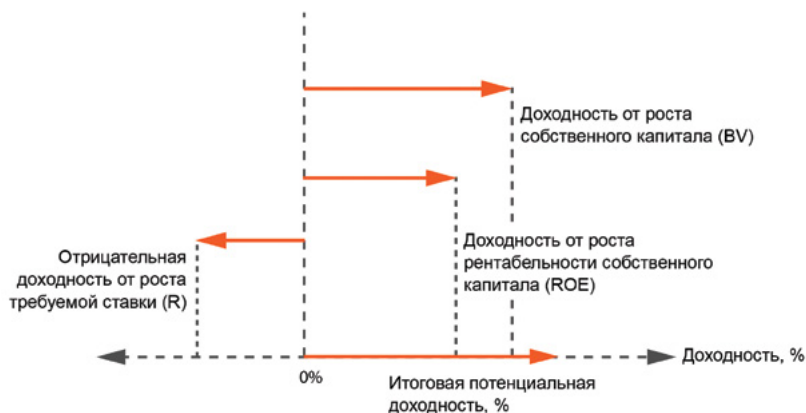 Доходность от роста
собственного капитала (BV)
Отрицательная
доходность от роста
требуемой ставки (R)
Доходность от роста
рентабельности собственного
капитала (ROE)
Доходность, %
0%
Итоговая потенциальная
доходность, %